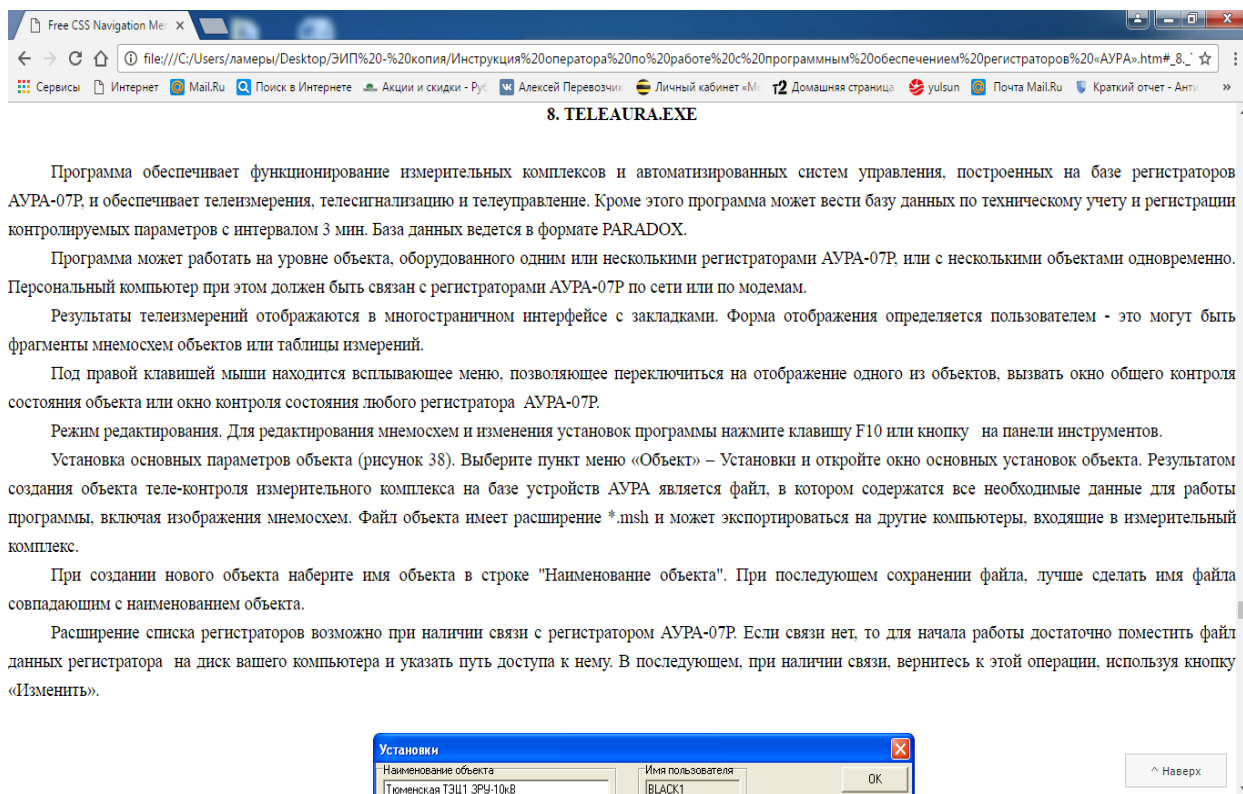 Free CSS Navigation Mer
file:///C:/Users/ламеры/Desktop/ЭИП%20-%20копия/Инструкция%20оператора%20по%20работе%20с%20программным%20обеспечением%20регистраторов%20«АУРА».htm#_8._
Сервисы Интернет Mail.Ru Поиск в Интернете Акции и скидки - Руб Алексей Перевозчик Личный кабинет «Мо Домашняя страница yulsun Почта Mail.Ru Краткий отчет - Анти »
8. TELEAURA.EXE
Программа обеспечивает функционирование измерительных комплексов и автоматизированных систем управления, построенных на базе регистраторов
АУРА-07Р, и обеспечивает телеизмерения, телесигнализацию и телеуправление. Кроме этого программа может вести базу данных по техническому учету и регистрации
контролируемых параметров с интервалом 3 мин. База данных ведется в формате PARADOX.
Программа может работать на уровне объекта, оборудованного одним или несколькими регистраторами АУРА-07Р, или с несколькими объектами одновременно.
Персональный компьютер при этом должен быть связан с регистраторами АУРА-07Р по сети или по модемам.
Результаты телеизмерений отображаются в многостраничном интерфейсе с закладками. Форма отображения определяется пользователем - это могут быть
фрагменты мнемосхем объектов или таблицы измерений.
Под правой клавишей мыши находится всплывающее меню, позволяющее переключиться на отображение одного из объектов, вызвать окно общего контроля
состояния объекта или окно контроля состояния любого регистратора АУРА-07Р.
Режим редактирования. Для редактирования мнемосхем и изменения установок программы нажмите клавишу F10 или кнопку на панели инструментов.
Установка основных параметров объекта (рисунок 38). Выберите пункт меню «Объект» – Установки и откройте окно основных установок объекта. Результатом
создания объекта теле-контроля измерительного комплекса на базе устройств АУРА является файл, в котором содержатся все необходимые данные для работы
программы, включая изображения мнемосхем. Файл объекта имеет расширение *.msh и может экспортироваться на другие компьютеры, входящие в измерительный
комплекс.
При создании нового объекта наберите имя объекта в строке "Наименование объекта". При последующем сохранении файла, лучше сделать имя файла
совпадающим с наименованием объекта.
Расширение списка регистраторов возможно при наличии связи с регистратором АУРА-07Р. Если связи нет, то для начала работы достаточно поместить файл
данных регистратора на диск вашего компьютера и указать путь доступа к нему. В последующем, при наличии связи, вернитесь к этой операции, используя кнопку
«Изменить».
Установки
Наименование объекта Имя пользователя
OK
Тюменская ТЭЦ1 ЗРУ-10кВ BLACK1
^ Наверх